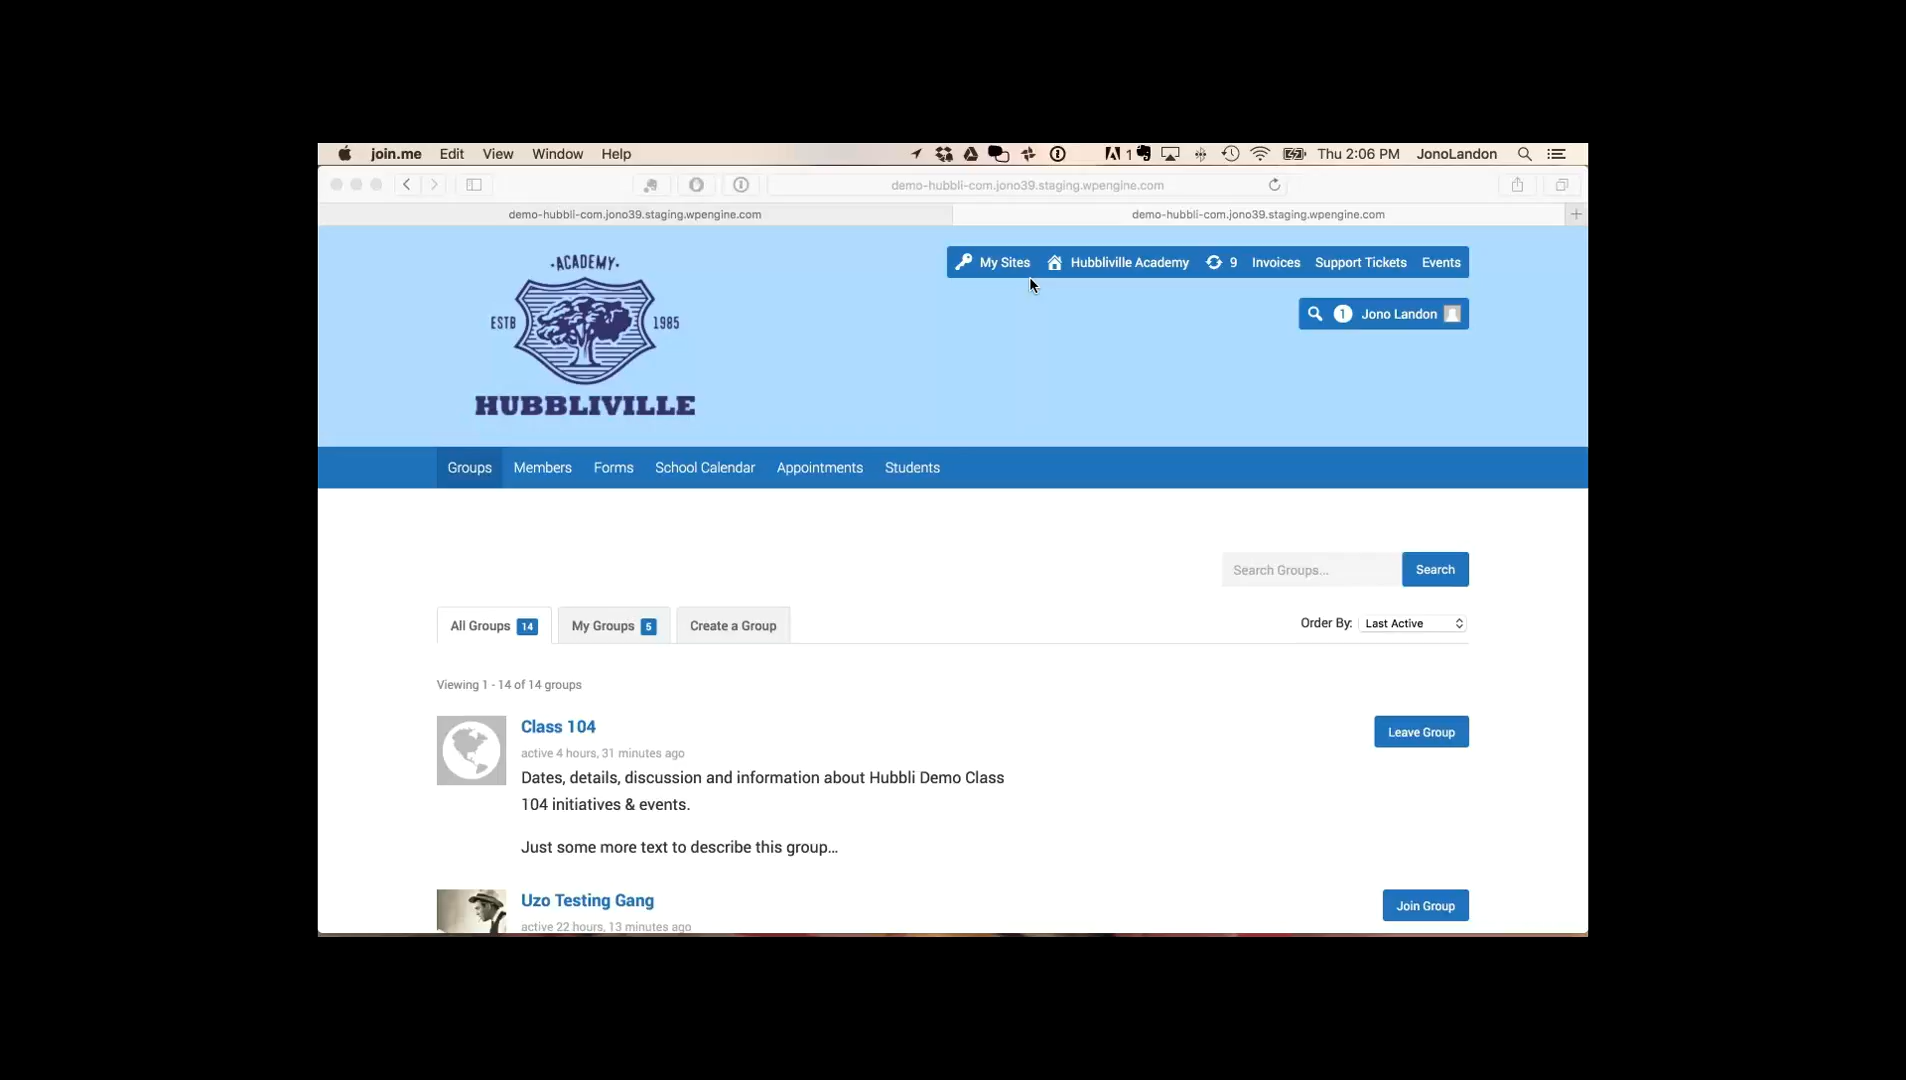 join.me Edit View Window Help 1 Thu 2:06 PM JonoLandon
demo-hubbli-com.jono39.staging.wpengine.com
demo-hubbli-com.jono39.staging.wpengine.com demo-hubbli-com.jono39.staging.wpengine.com
My Sites Hubbliville Academy 9 Invoices Support Tickets Events
1 Jono Landon
·ACADEMY·
ESTB 1985
HUBBLIVILLE
Groups Members Forms School Calendar Appointments Students
Search Groups... Search
All Groups 14 My Groups 5 Create a Group Order By: Last Active
Viewing 1 - 14 of 14 groups
Class 104 Leave Group
active 4 hours, 31 minutes ago
Dates, details, discussion and information about Hubbli Demo Class
104 initiatives & events.
Just some more text to describe this group...
Uzo Testing Gang Join Group
active 22 hours, 13 minutes ago